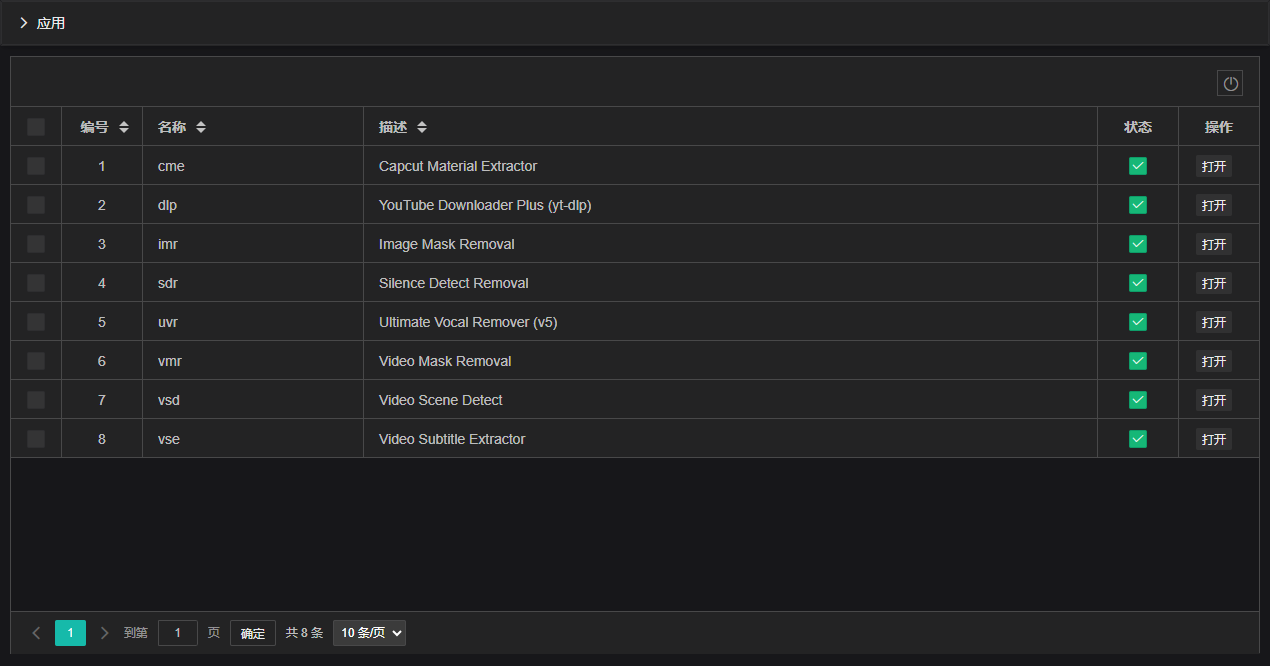 应用
编号 名称 描述 状态 操作
1 cme Capcut Material Extractor 打开
2 dlp YouTube Downloader Plus (yt-dlp) 打开
3 imr Image Mask Removal 打开
4 sdr Silence Detect Removal 打开
5 uvr Ultimate Vocal Remover (v5) 打开
6 vmr Video Mask Removal 打开
7 vsd Video Scene Detect 打开
8 vse Video Subtitle Extractor 打开
1 到第 1 页 确定 共 8 条 10 条/页